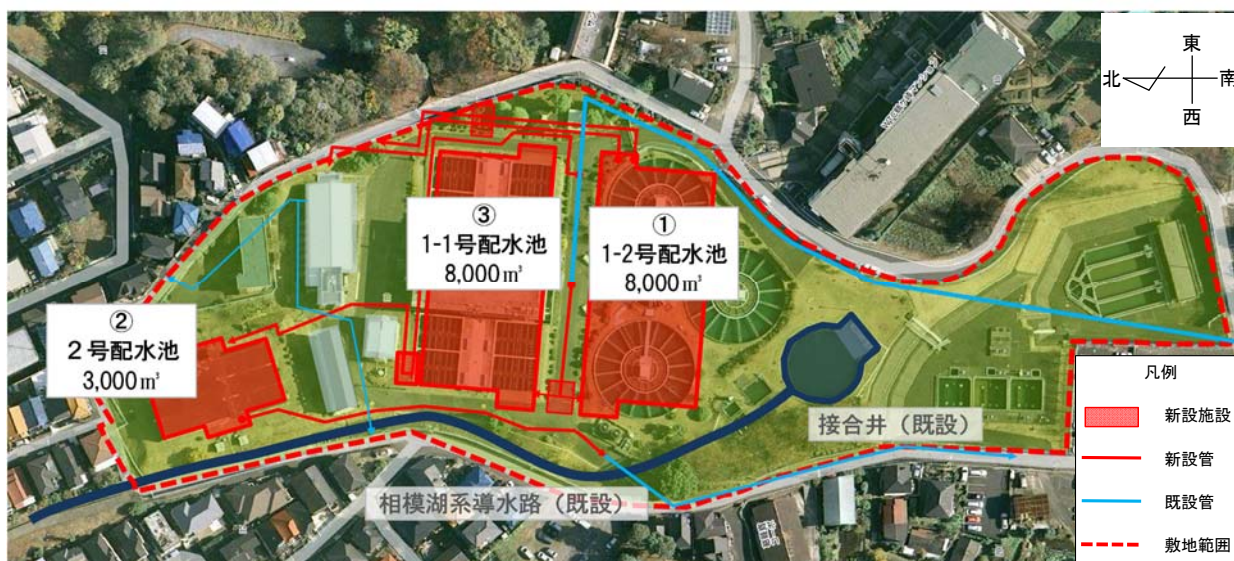 東
北
南
西
③
1-1号配水池
8,000㎥
①
1-2号配水池
8,000㎥
②
２号配水池
3,000㎥
接合井（既設）
相模湖系導水路（既設）
凡例
新設施設
新設管
既設管
敷地範囲